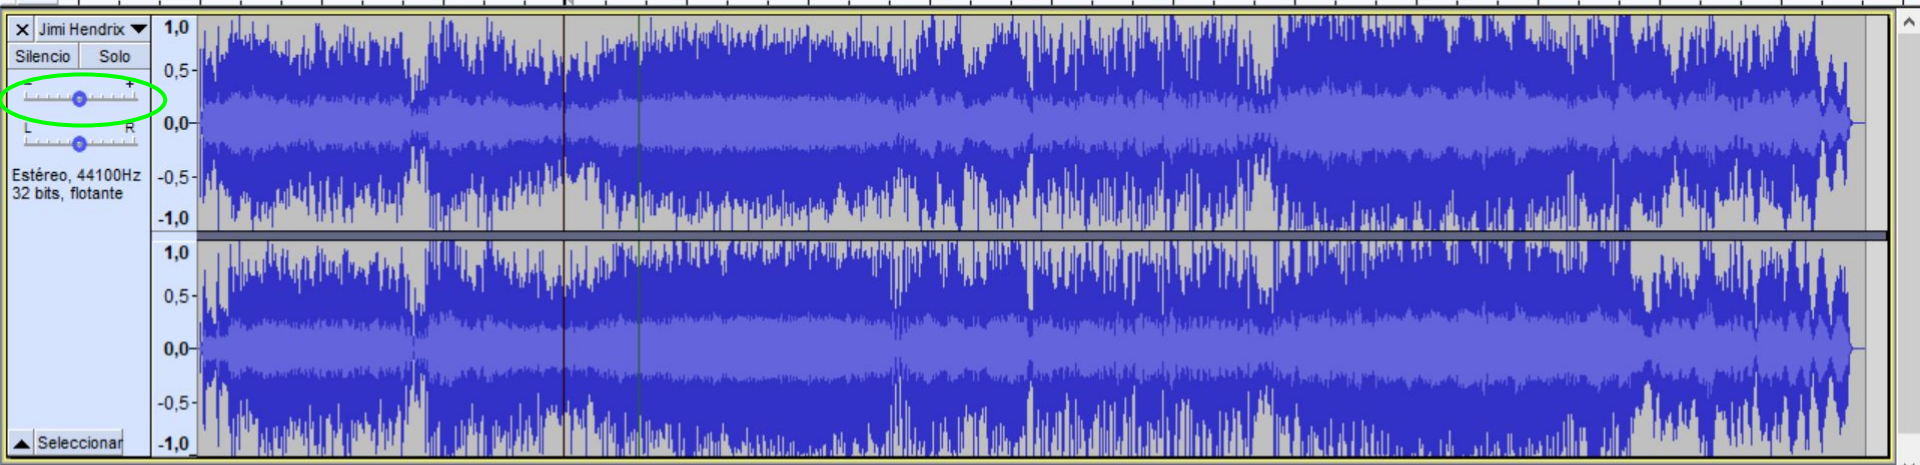 Jimi Hendrix
Silencio Solo
- +
L R
Estéreo, 44100Hz
32 bits, flotante
Seleccionar
1,0
0,5-
0,0-
-0,5-
-1,0
1,0
0,5-
0,0-
-0,5-
-1,0